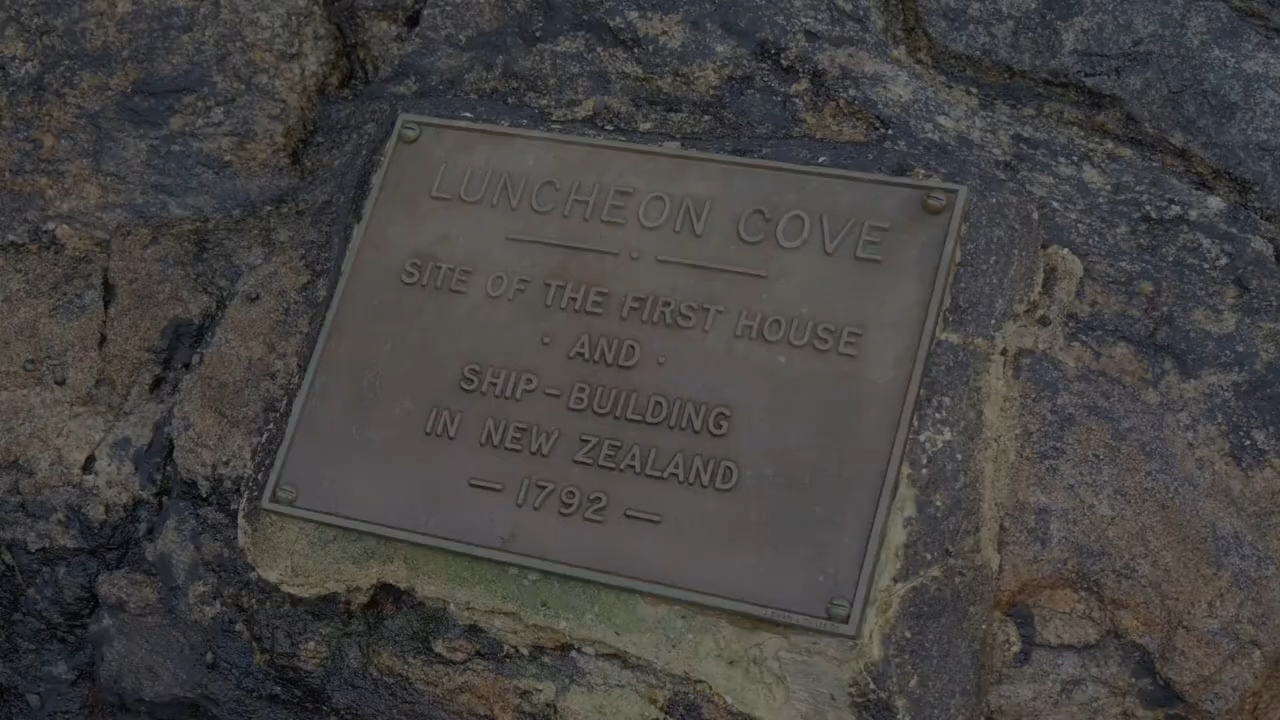 LUNCHEON COVE
SITE OF THE FIRST HOUSE
· AND ·
SHIP-BUILDING
IN NEW ZEALAND
— 1792 —